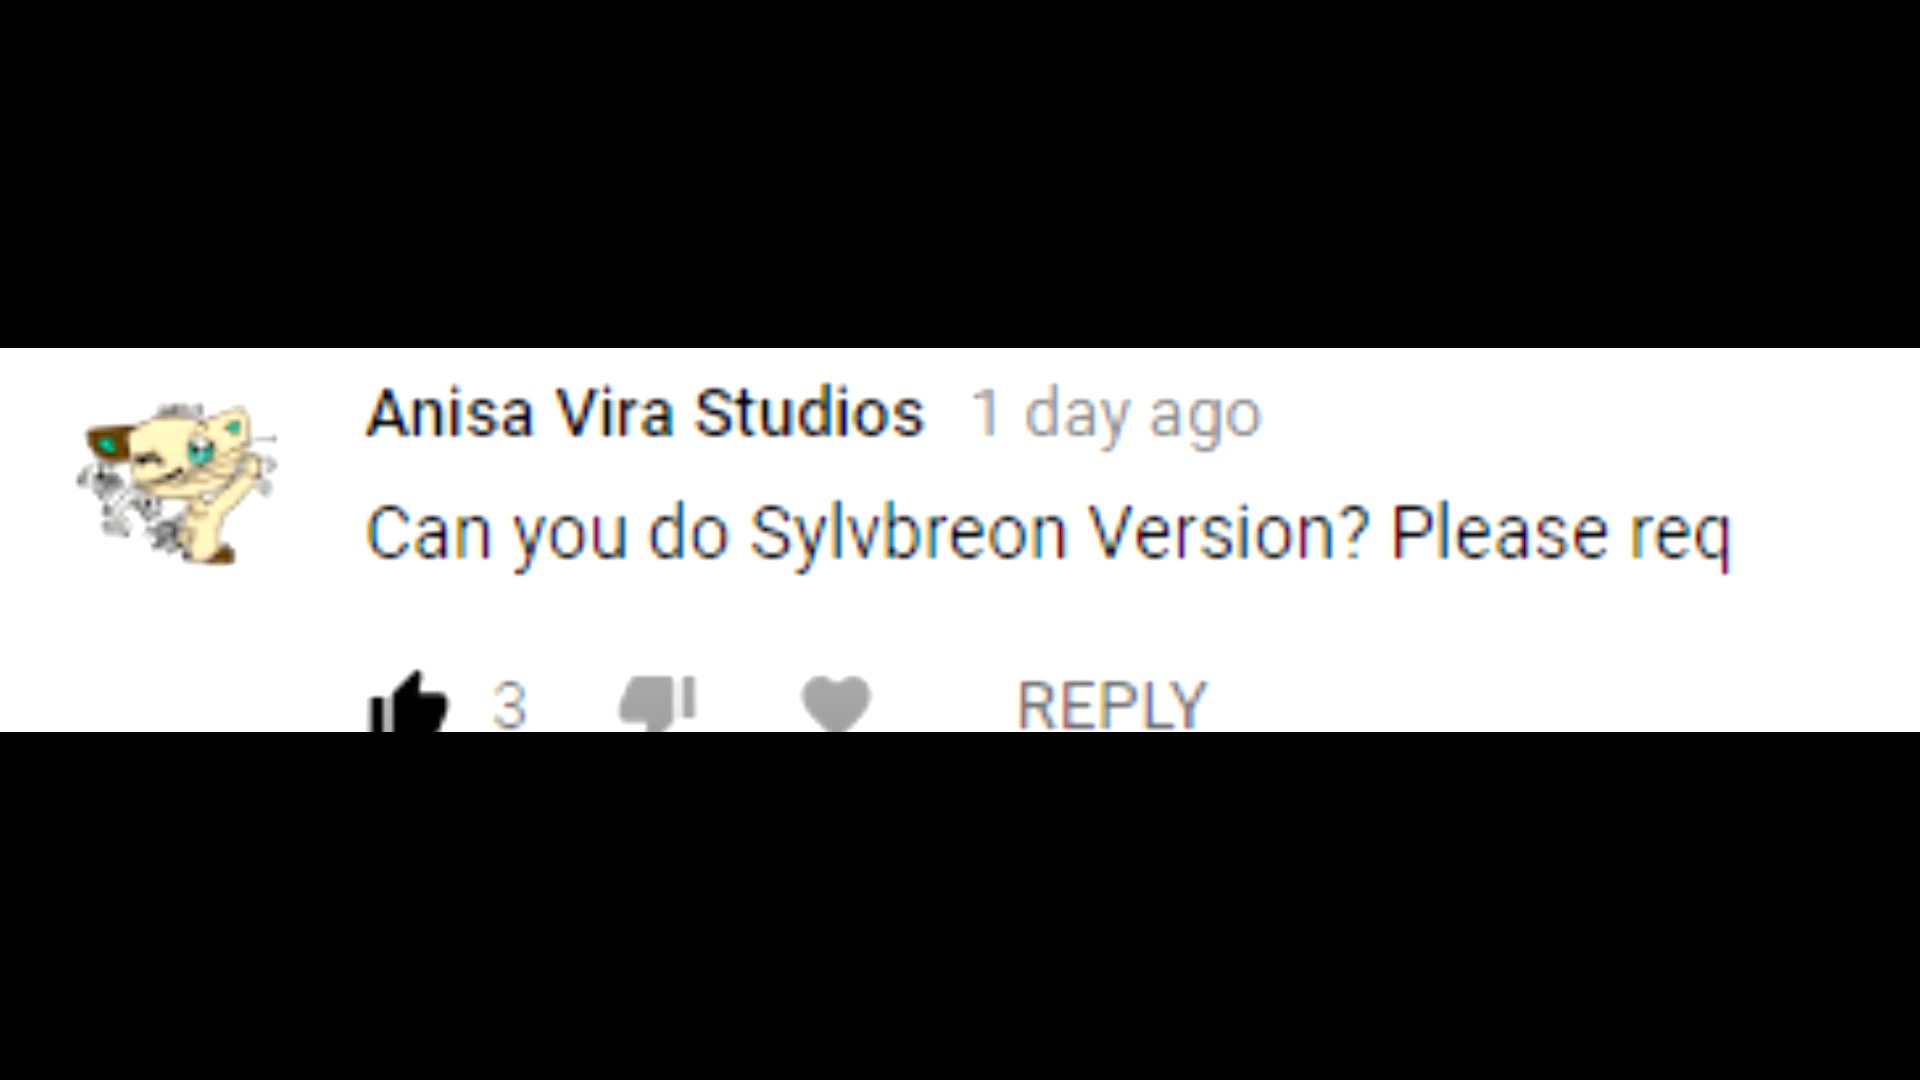 Anisa Vira Studios 1 day ago
Can you do Sylvbreon Version? Please req
3 REPLY